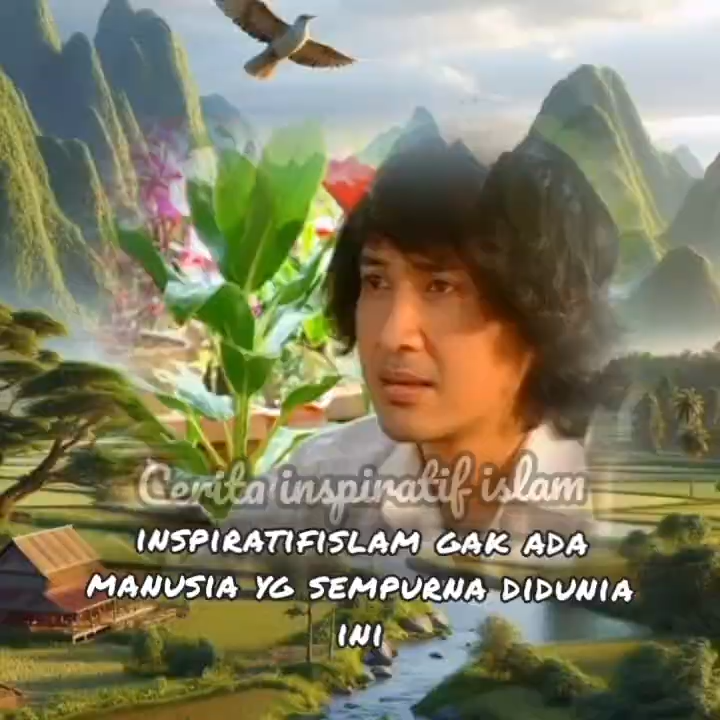 Cerita inspiratif islam
INSPIRATIFISLAM GAK ADA
MANUSIA YG SEMPURNA DIDUNIA
INI